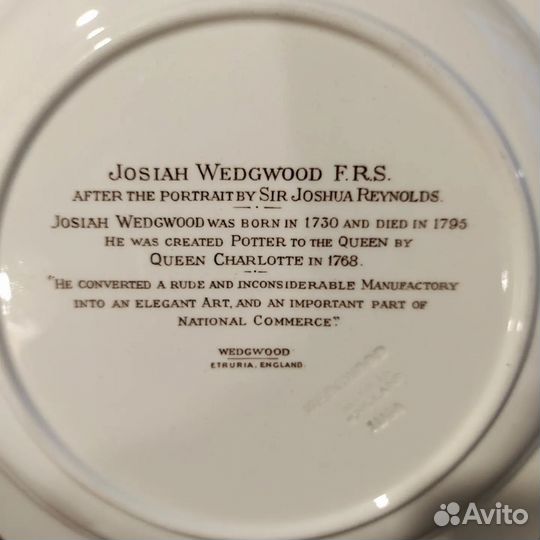 JOSIAH WEDGWOOD F.R.S.
AFTER THE PORTRAIT BY SIR JOSHUA REYNOLDS.
JOSIAH WEDGWOOD WAS BORN IN 1730 AND DIED IN 1795
HE WAS CREATED POTTER TO THE QUEEN BY
QUEEN CHARLOTTE IN 1768.
"HE CONVERTED A RUDE AND INCONSIDERABLE MANUFACTORY
INTO AN ELEGANT ART, AND AN IMPORTANT PART OF
NATIONAL COMMERCE".
WEDGWOOD
ETRURIA, ENGLAND.
WEDGWOOD
Avito